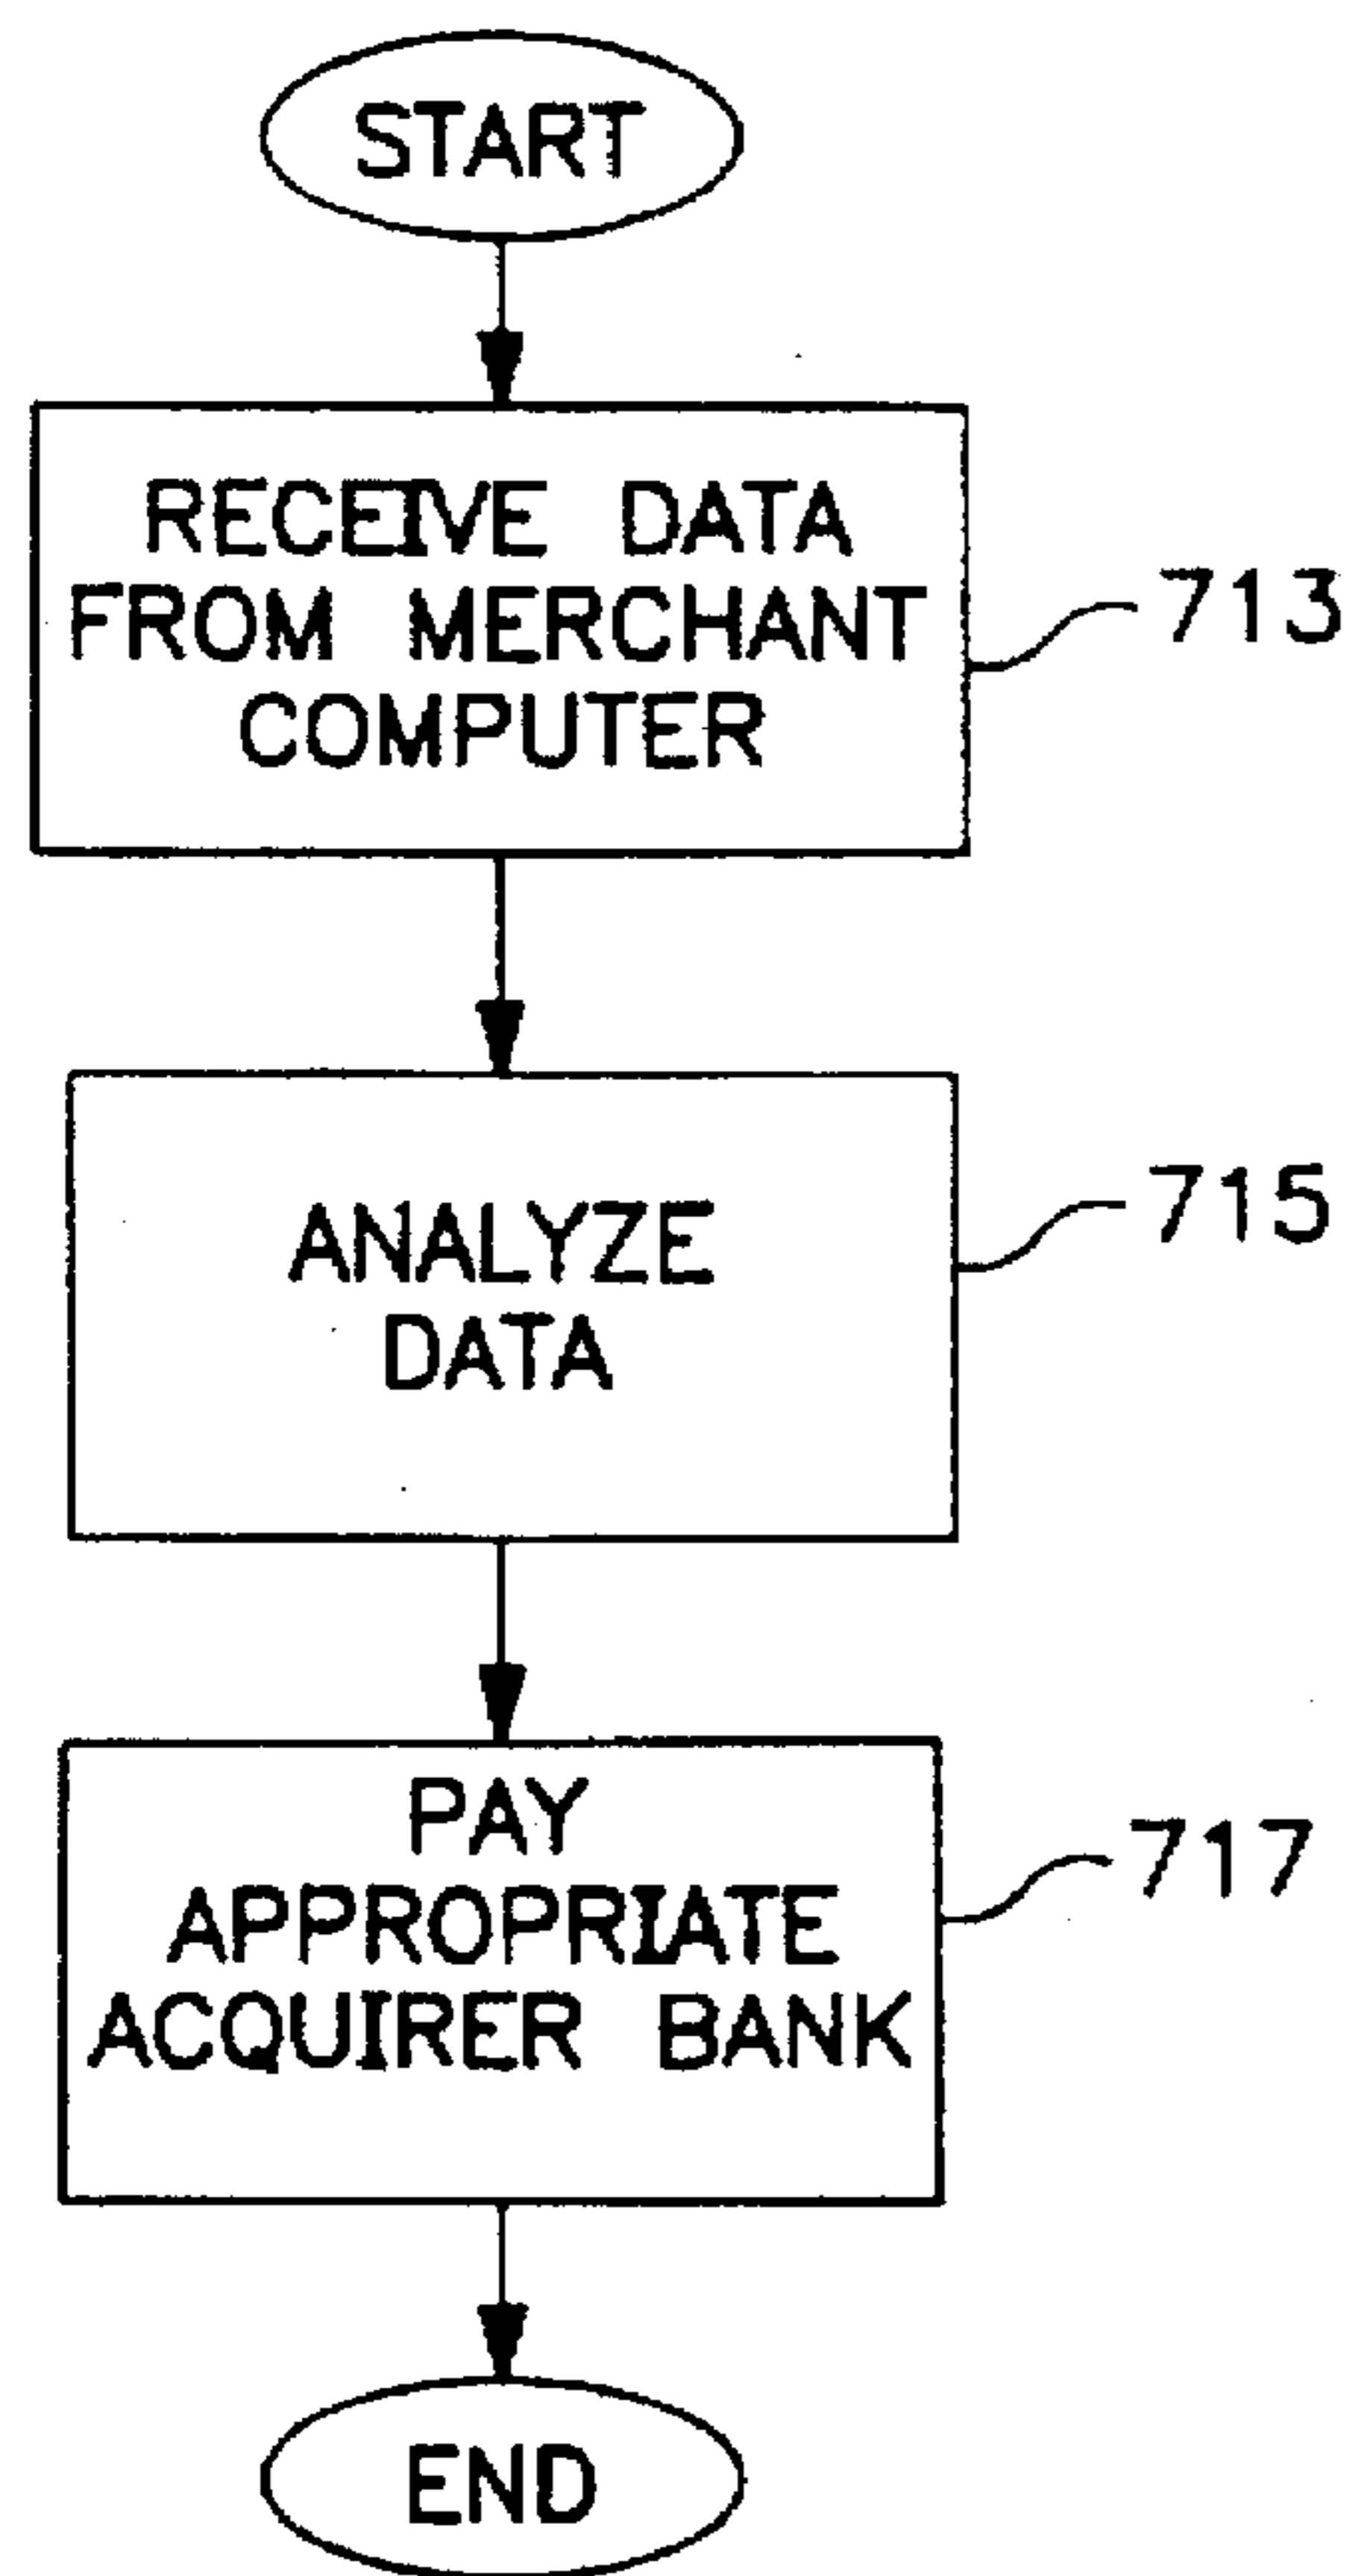 START
RECEIVE DATA
FROM MERCHANT
COMPUTER
713
ANALYZE
DATA
715
PAY
APPROPRIATE
ACQUIRER BANK
717
END